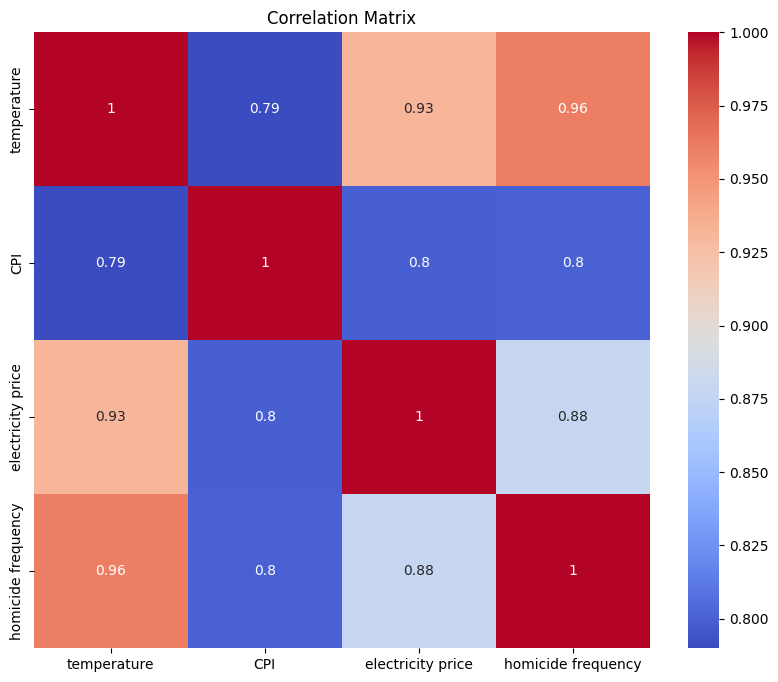 Correlation Matrix
temperature
1
0.79
0.93
0.96
CPI
0.79
1
0.8
0.8
electricity price
0.93
0.8
1
0.88
homicide frequency
0.96
0.8
0.88
1
temperature
CPI
electricity price
homicide frequency
1.000
0.975
0.950
0.925
0.900
0.875
0.850
0.825
0.800